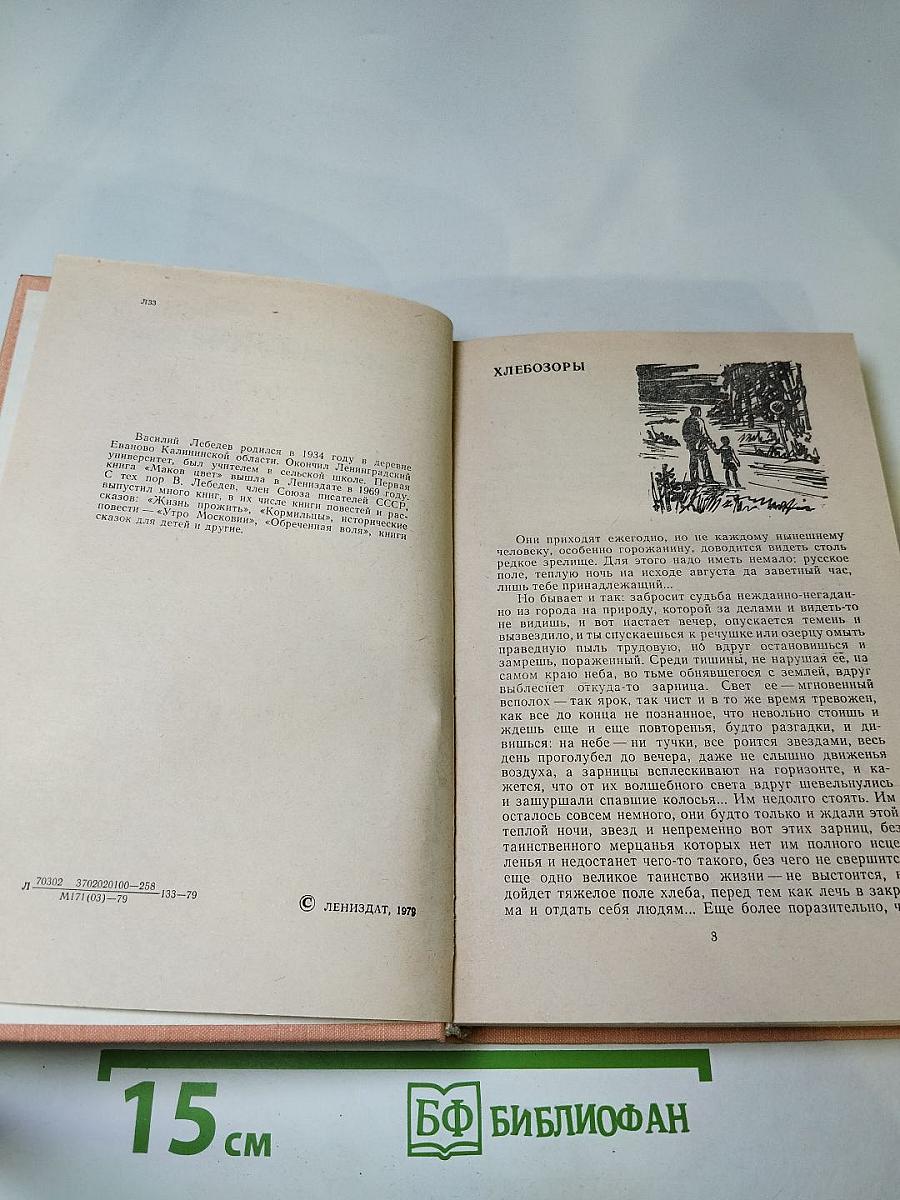 Л33
Василий Лебедев родился в 1934 году в деревне
Еваново Калининской области. Окончил Ленинградский
университет, был учителем в сельской школе. Первая
книга «Маков цвет» вышла в Лениздате в 1969 году.
С тех пор В. Лебедев, член Союза писателей СССР,
выпустил много книг, в их числе книги повестей и рас-
сказов: «Жизнь прожить», «Кормильцы», исторические
повести — «Утро Московии», «Обреченная воля», книги
сказок для детей и другие.
Л 70302 3702020100—258
М171(03)—79
—133—79
© ЛЕНИЗДАТ, 1979
ХЛЕБОЗОРЫ
Они приходят ежегодно, но не каждому нынешнему
человеку, особенно горожанину, доводится видеть столь
редкое зрелище. Для этого надо иметь немало: русское
поле, теплую ночь на исходе августа да заветный час,
лишь тебе принадлежащий...
Но бывает и так: забросит судьба нежданно-негадан-
но из города на природу, которой за делами и видеть-то
не видишь, и вот настает вечер, опускается темень и
вызвездило, и ты спускаешься к речушке или озерцу омыть
праведную пыль трудовую, но вдруг остановишься и
замрешь, пораженный. Среди тишины, не нарушая ее, на
самом краю неба, во тьме обнявшегося с землей, вдруг
выблеснет откуда-то зарница. Свет ее — мгновенный
всполох — так ярок, так чист и в то же время тревожен,
как все до конца не познанное, что невольно стоишь и
ждешь еще и еще повторенья, будто разгадки, и ди-
вишься: на небе — ни тучки, все роится звездами, весь
день проголубел до вечера, даже не слышно движенья
воздуха, а зарницы всплескивают на горизонте, и ка-
жется, что от их волшебного света вдруг шевельнулись
и зашуршали спавшие колосья... Им недолго стоять. Им
осталось совсем немного, они будто только и ждали этой
теплой ночи, звезд и непременно вот этих зарниц, без
таинственного мерцанья которых нет им полного исце
ленья и недостанет чего-то такого, без чего не свершится
еще одно великое таинство жизни — не выстоится, н
дойдет тяжелое поле хлеба, перед тем как лечь в закр
ма и отдать себя людям... Еще более поразительно, ч
3
15 см
БФ БИБЛИОФАН